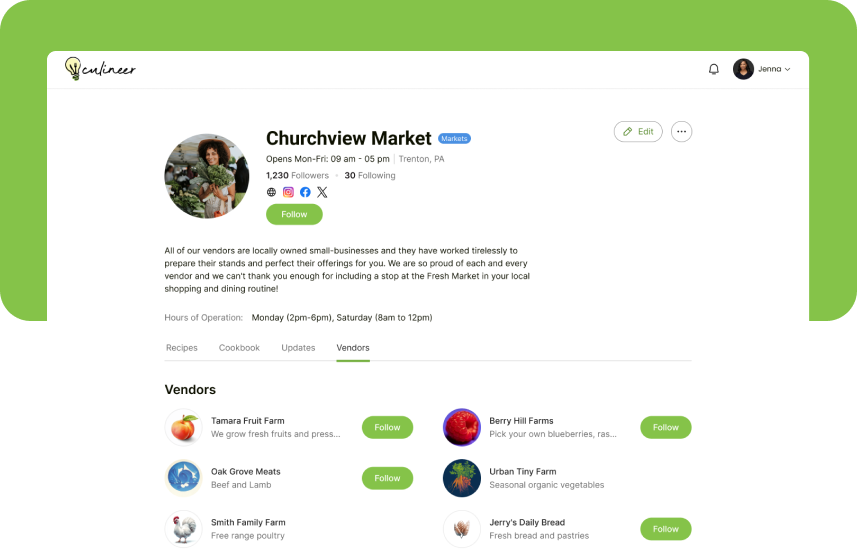 culineer
Jenna
Churchview Market Markets
Edit
Opens Mon-Fri: 09 am - 05 pm | Trenton, PA
1,230 Followers • 30 Following
Follow
All of our vendors are locally owned small-businesses and they have worked tirelessly to
prepare their stands and perfect their offerings for you. We are so proud of each and every
vendor and we can't thank you enough for including a stop at the Fresh Market in your local
shopping and dining routine!
Hours of Operation: Monday (2pm-6pm), Saturday (8am to 12pm)
Recipes Cookbook Updates Vendors
Vendors
Tamara Fruit Farm
We grow fresh fruits and press...
Follow
Berry Hill Farms
Pick your own blueberries, ras...
Follow
Oak Grove Meats
Beef and Lamb
Follow
Urban Tiny Farm
Seasonal organic vegetables
Smith Family Farm
Free range poultry
Jerry's Daily Bread
Fresh bread and pastries
Follow